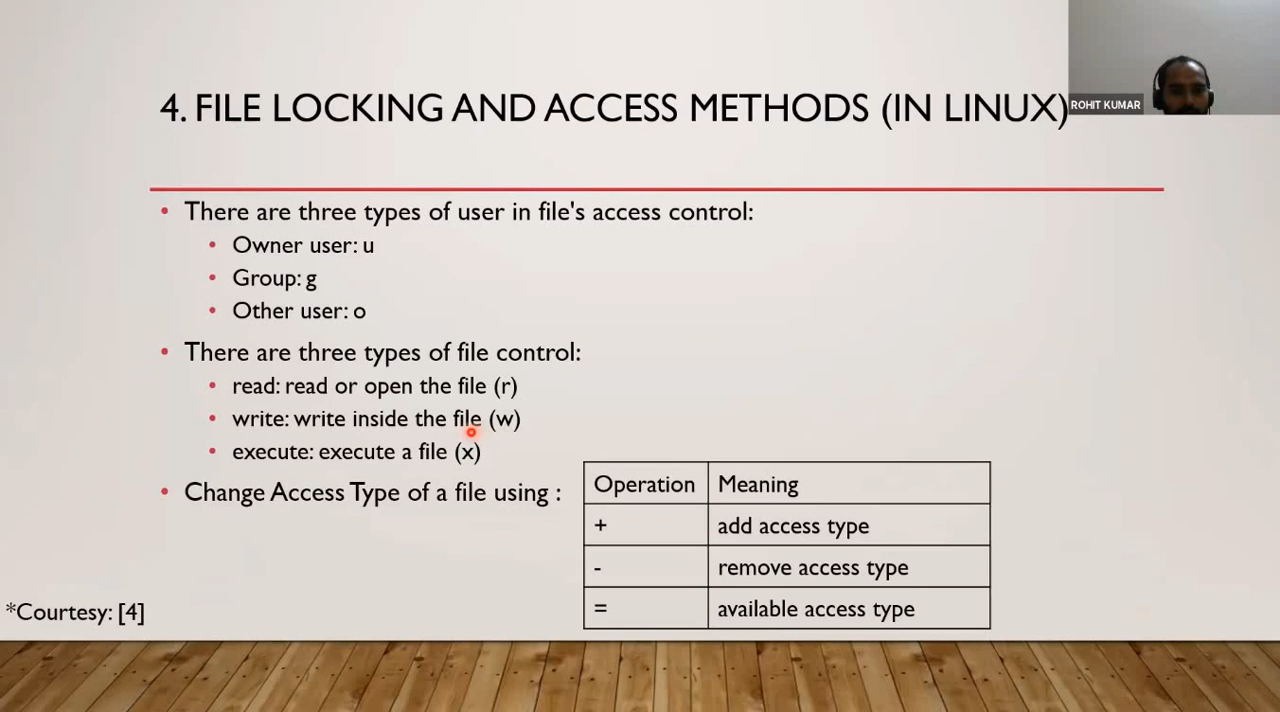 4. FILE LOCKING AND ACCESS METHODS (IN LINUX)
ROHIT KUMAR
• There are three types of user in file's access control:
• Owner user: u
• Group: g
• Other user: o
• There are three types of file control:
• read: read or open the file (r)
• write: write inside the file (w)
• execute: execute a file (x)
• Change Access Type of a file using :
Operation Meaning
+ add access type
- remove access type
= available access type
*Courtesy: [4]